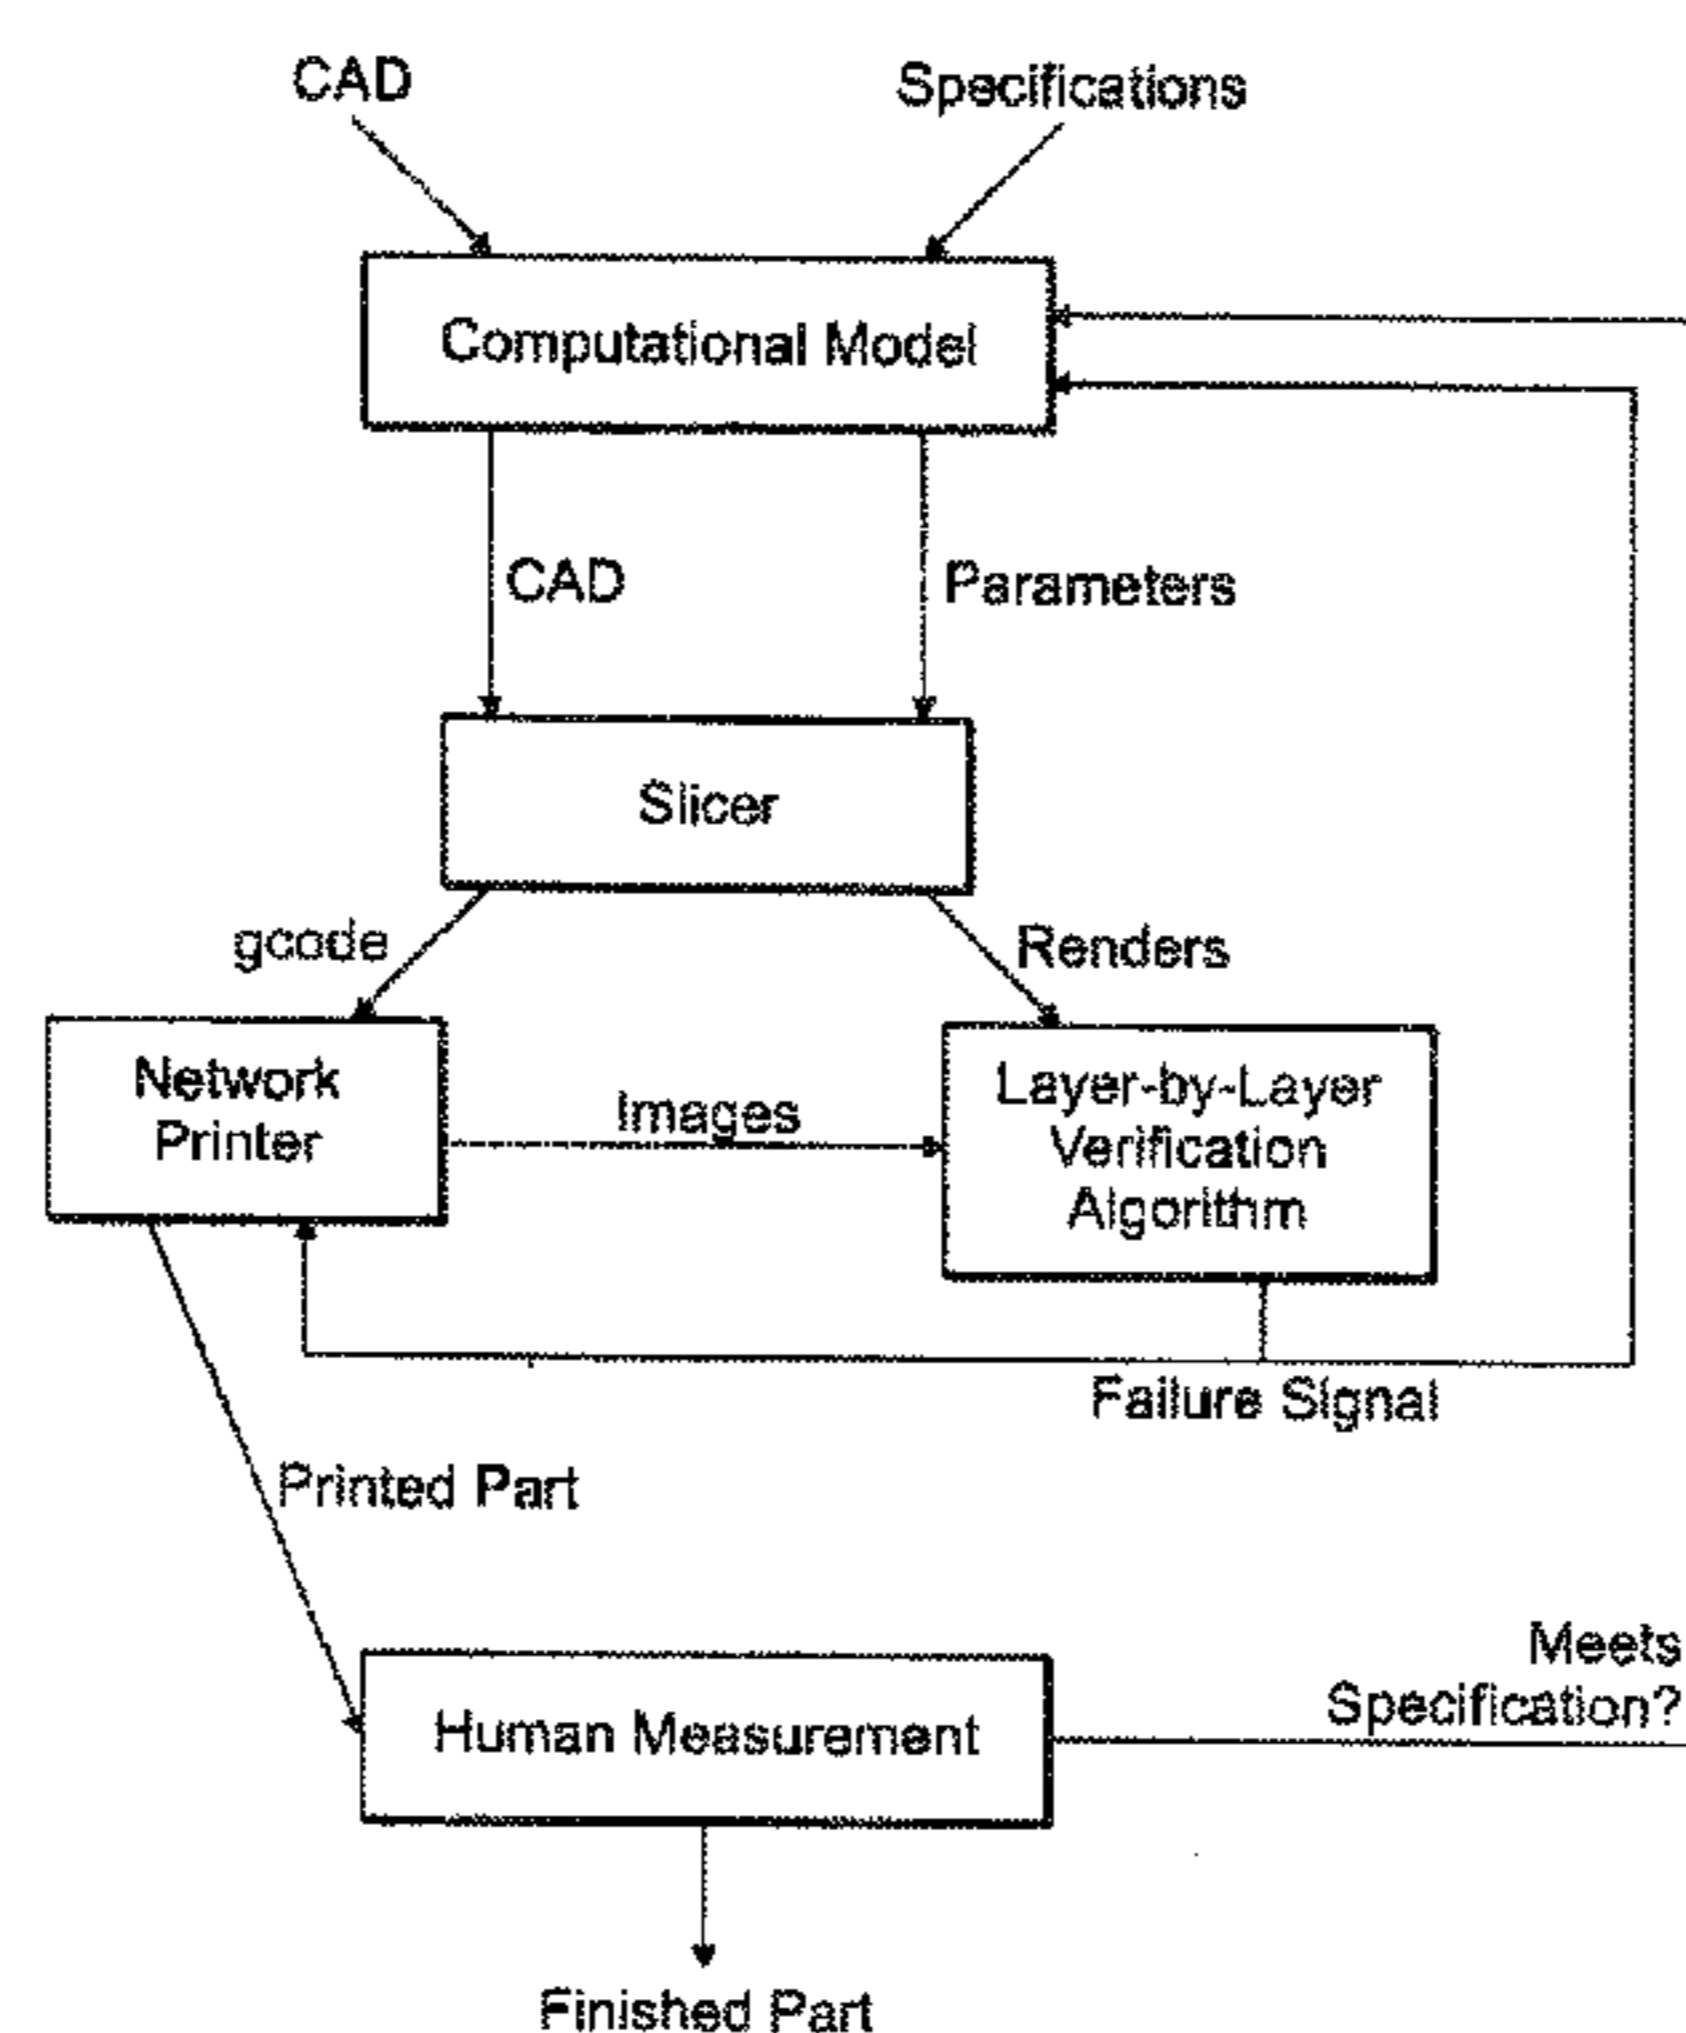 CAD
Specifications
Computational Model
CAD
Parameters
Slicer
gcode
Renders
Network
Printer
Images
Layer-by-Layer
Verification
Algorithm
Failure Signal
Printed Part
Meets
Specification?
Human Measurement
Finished Part